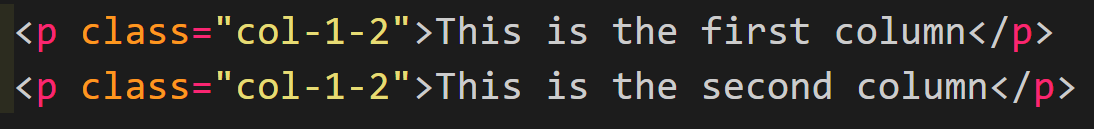 <p class="col-1-2">This is the first column</p>
<p class="col-1-2">This is the second column</p>